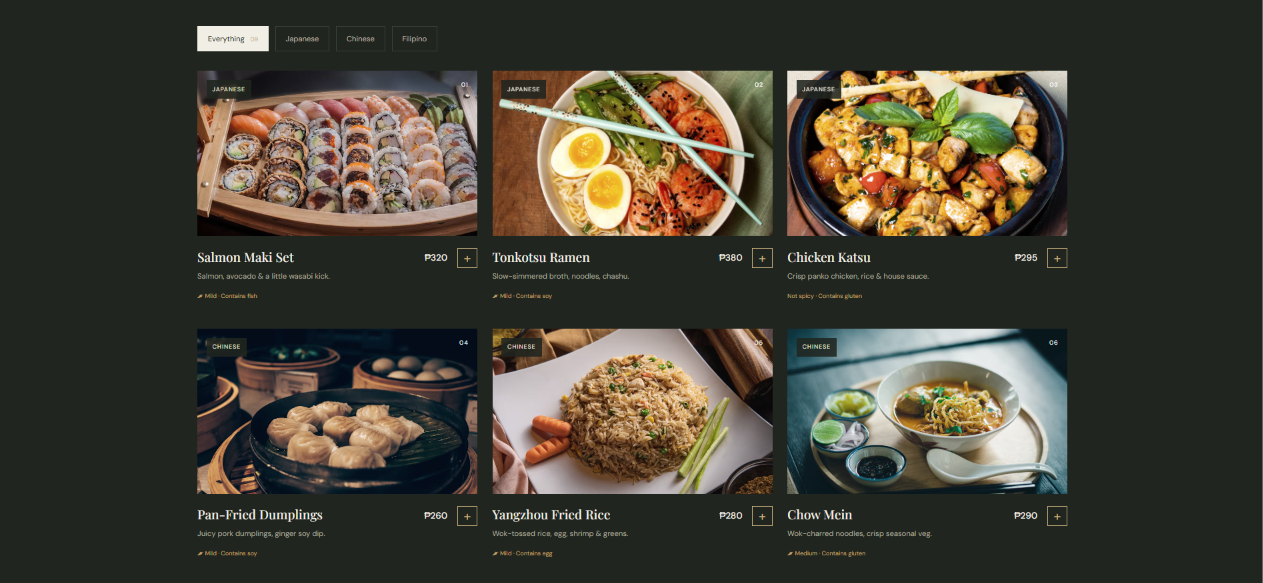 Everything 09
Japanese
Chinese
Filipino
JAPANESE
01
JAPANESE
02
JAPANESE
03
Salmon Maki Set
₱320
+
Tonkotsu Ramen
₱380
+
Chicken Katsu
₱295
+
Salmon, avocado & a little wasabi kick.
Slow-simmered broth, noodles, chashu.
Crisp panko chicken, rice & house sauce.
Mild · Contains fish
Mild · Contains soy
Not spicy · Contains gluten
CHINESE
04
CHINESE
05
CHINESE
06
Pan-Fried Dumplings
₱260
+
Yangzhou Fried Rice
₱280
+
Chow Mein
₱290
+
Juicy pork dumplings, ginger soy dip.
Wok-tossed rice, egg, shrimp & greens.
Wok-charred noodles, crisp seasonal veg.
Mild · Contains soy
Mild · Contains egg
Medium · Contains gluten